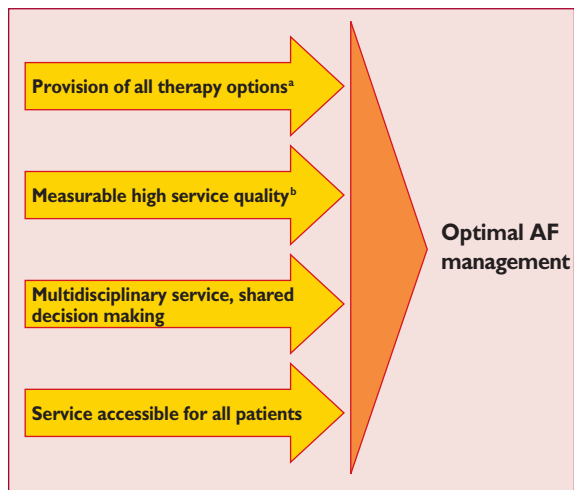 Provision of all therapy optionsᵃ
Measurable high service qualityᵇ
Multidisciplinary service, shared
decision making
Service accessible for all patients
Optimal AF
management